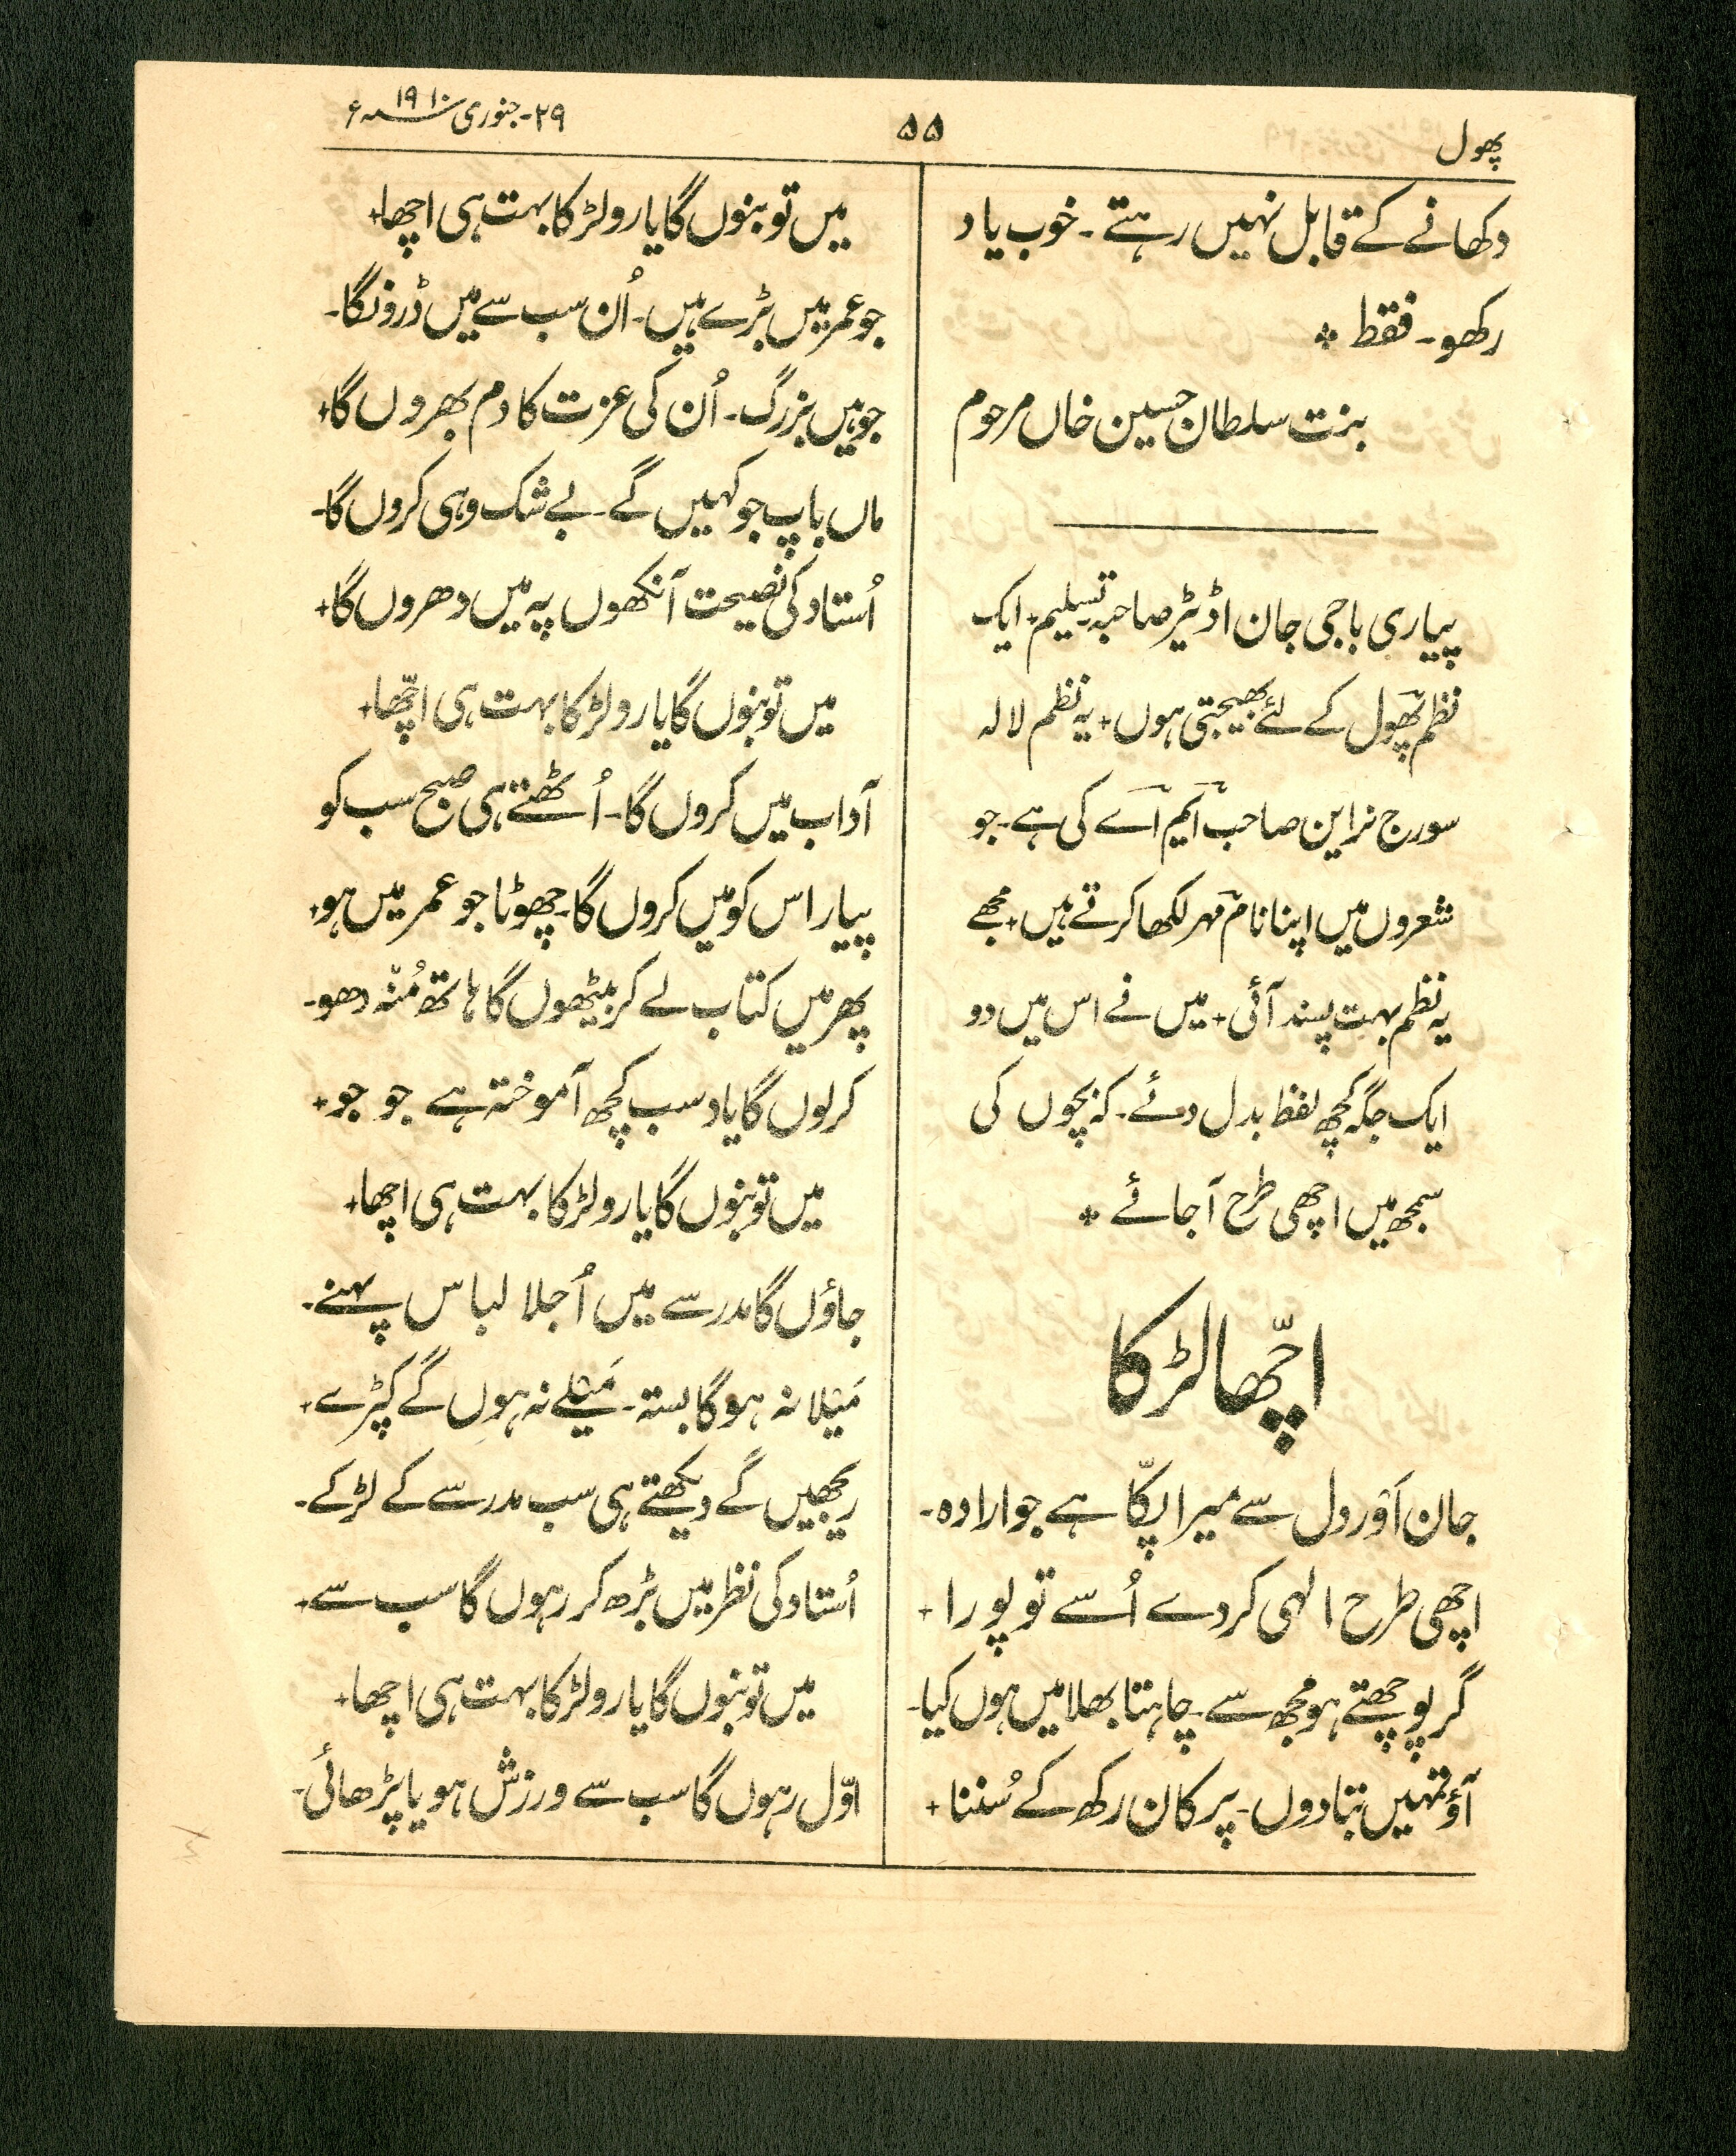 پھول
۵۵
۲۹-جنوری سنہ ۱۹۱۰ء
دکھانے کے قابل نہیں رہتے - خوب یاد
رکھو - فقط ❖
بنت سلطان حسین خاں مرحوم
پیاری باجی جان اڈیٹر صاحبہ تسلیم + ایک
نظم پھول کے لئے بھیجتی ہوں + یہ نظم لالہ
سورج نراین صاحب ایم اے کی ہے - جو
شعروں میں اپنا نام مہر لکھا کرتے ہیں + مجھے
یہ نظم بہت پسند آئی + میں نے اس میں دو
ایک جگہ کچھ لفظ بدل دئے - کہ بچوں کی
سمجھ میں اچھی طرح آجائے ❖
اچّھا لڑکا
جان اَور دل سے میرا پکّا ہے جو ارادہ -
اچھی طرح الہی کردے اُسے تو پورا +
گر پوچھتے ہو مجھ سے - چاہتا بھلا میں ہوں کیا -
آؤ تمہیں بتا دوں - پر کان رکھ کے سُننا +
میں تو بنوں گا یارو لڑکا بہت ہی اچھا +
جو عمر میں بڑے ہیں - اُن سب سے میں ڈرونگا -
جو ہیں بزرگ - اُن کی عزت کا دم بھروں گا +
ماں باپ جو کہیں گے - بے شک وہی کروں گا -
اُستاد کی نصیحت آنکھوں پہ میں دھروں گا +
میں تو بنوں گا یارو لڑکا بہت ہی اچّھا +
آداب میں کروں گا - اُٹھتے ہی صبح سب کو
پیار اس کو میں کروں گا - چھوٹا جو عمر میں ہو +
پھر میں کتاب لے کر بیٹھوں گا ہاتھ مُنّہ دھو -
کرلوں گا یاد سب کچھ آموختہ ہے جو جو +
میں تو بنوں گا یارو لڑکا بہت ہی اچھا +
جاؤں گا مدرسے میں اُجلا لباس پہنے -
مَیلا نہ ہوگا بستہ - مَیلے نہ ہوں گے کپڑے +
ریجھیں گے دیکھتے ہی سب مدرسے کے لڑکے -
اُستاد کی نظر میں بڑھ کر رہوں گا سب سے +
میں تو بنوں گا یارو لڑکا بہت ہی اچھا +
اوّل رہوں گا سب سے ورزش ہو یا پڑھائی -